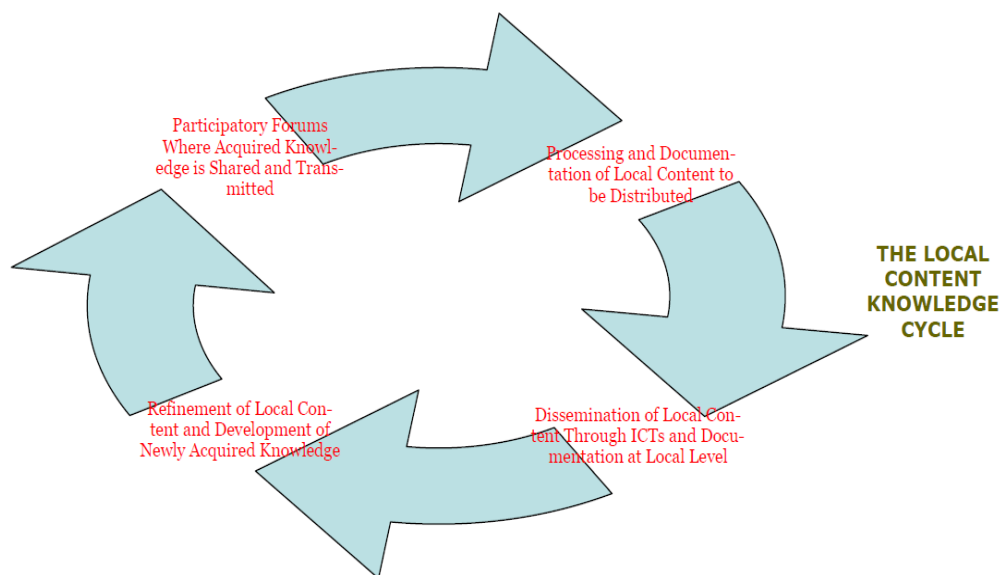 Participatory Forums
Where Acquired Knowl-
edge is Shared and Trans-
mitted
Processing and Documen-
tation of Local Content to
be Distributed
THE LOCAL
CONTENT
KNOWLEDGE
CYCLE
Dissemination of Local Con-
tent Through ICTs and Docu-
mentation at Local Level
Refinement of Local Con-
tent and Development of
Newly Acquired Knowledge